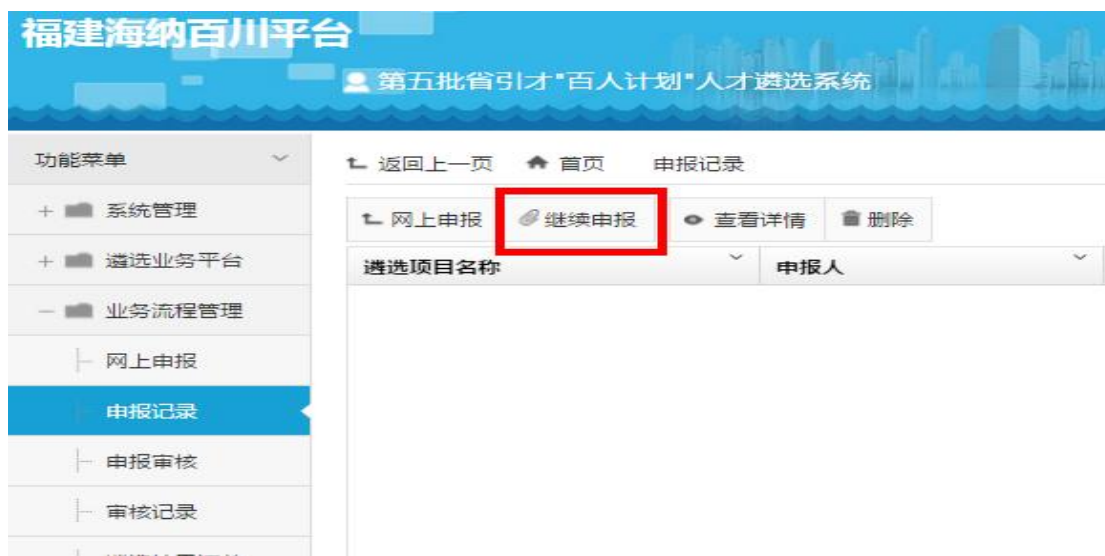 福建海纳百川平台
第五批省引才"百人计划"人才遴选系统
功能菜单
返回上一页 首页 申报记录
系统管理
网上申报 继续申报 查看详情 删除
遴选业务平台
遴选项目名称 申报人
业务流程管理
网上申报
申报记录
申报审核
审核记录